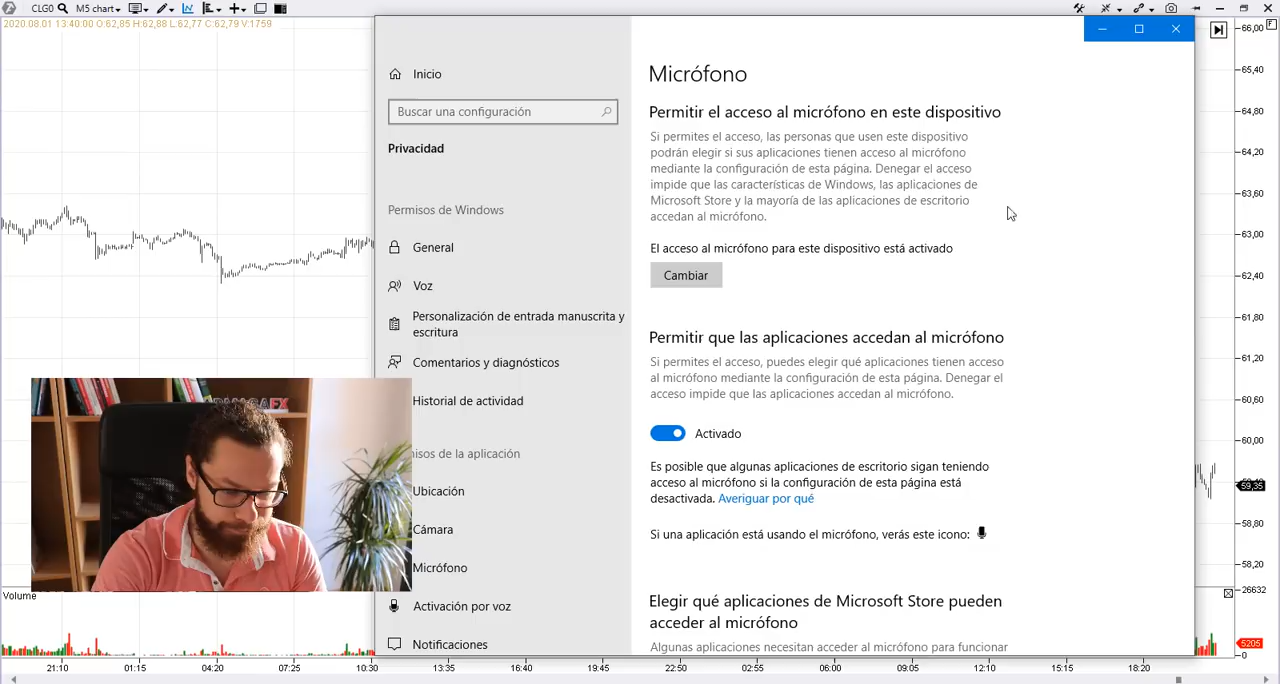 CLG0 M5 chart
2020.08.01 13:40:00 O:62,85 H:62,88 L:62,77 C:62,79 V:1759
Inicio
Buscar una configuración
Privacidad
Permisos de Windows
General
Voz
Personalización de entrada manuscrita y
escritura
Comentarios y diagnósticos
Historial de actividad
misos de la aplicación
Ubicación
Cámara
Micrófono
Activación por voz
Notificaciones
Micrófono
Permitir el acceso al micrófono en este dispositivo
Si permites el acceso, las personas que usen este dispositivo
podrán elegir si sus aplicaciones tienen acceso al micrófono
mediante la configuración de esta página. Denegar el acceso
impide que las características de Windows, las aplicaciones de
Microsoft Store y la mayoría de las aplicaciones de escritorio
accedan al micrófono.
El acceso al micrófono para este dispositivo está activado
Cambiar
Permitir que las aplicaciones accedan al micrófono
Si permites el acceso, puedes elegir qué aplicaciones tienen acceso
al micrófono mediante la configuración de esta página. Denegar el
acceso impide que las aplicaciones accedan al micrófono.
Activado
Es posible que algunas aplicaciones de escritorio sigan teniendo
acceso al micrófono si la configuración de esta página está
desactivada. Averiguar por qué
Si una aplicación está usando el micrófono, verás este icono:
Elegir qué aplicaciones de Microsoft Store pueden
acceder al micrófono
Algunas aplicaciones necesitan acceder al micrófono para funcionar
66,00
F
65,40
64,80
64,20
63,60
63,00
62,40
61,80
61,20
60,60
60,00
59,35
58,80
58,20
26632
5205
0
Volume
21:10 01:15 04:20 07:25 10:30 13:35 16:40 19:45 22:50 02:55 06:00 09:05 12:10 15:15 18:20